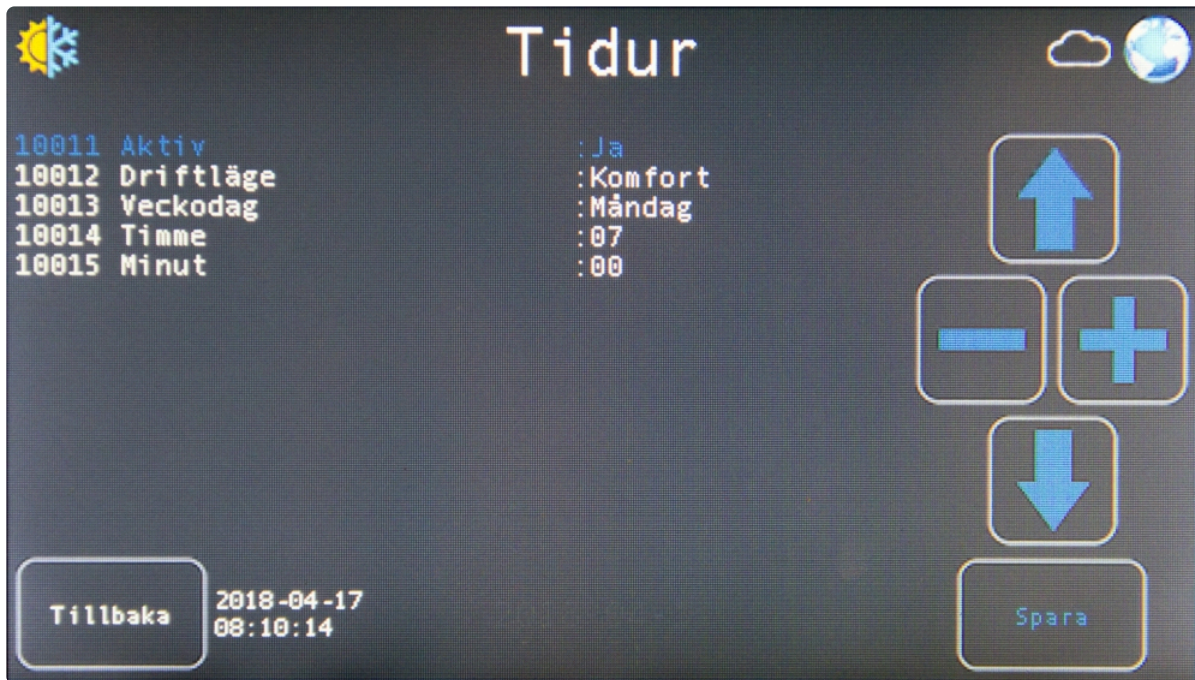 Tidur
10011 Aktiv :Ja
10012 Driftläge :Komfort
10013 Veckodag :Måndag
10014 Timme :07
10015 Minut :00
Tillbaka
2018-04-17
08:10:14
Spara